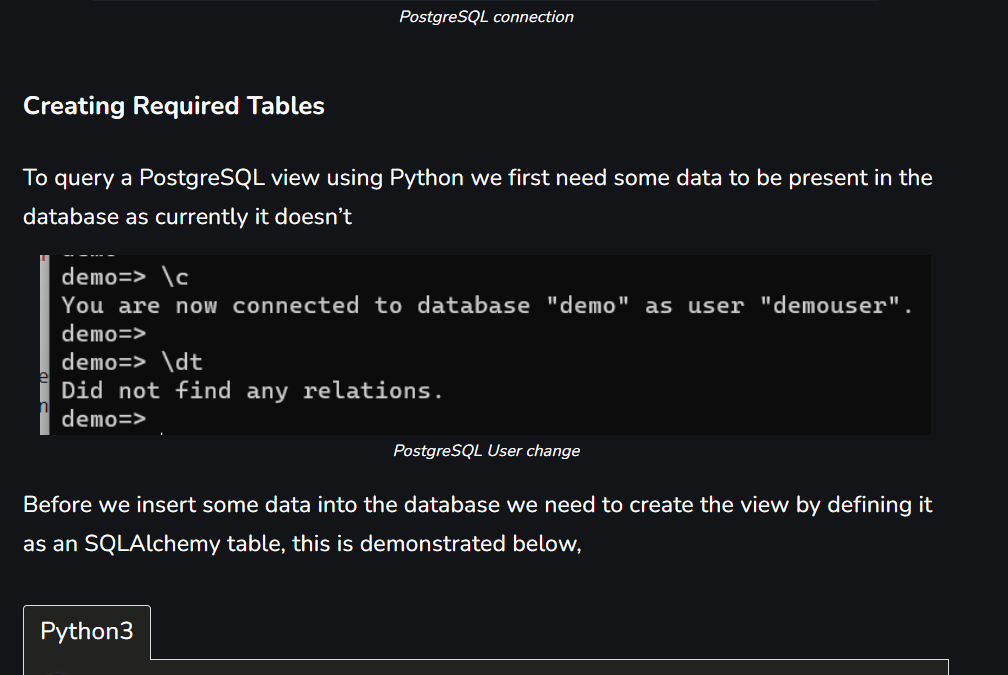 PostgreSQL connection
Creating Required Tables
To query a PostgreSQL view using Python we first need some data to be present in the
database as currently it doesn’t
demo=> \c
You are now connected to database "demo" as user "demouser".
demo=>
demo=> \dt
Did not find any relations.
demo=>
PostgreSQL User change
Before we insert some data into the database we need to create the view by defining it
as an SQLAlchemy table, this is demonstrated below,
Python3